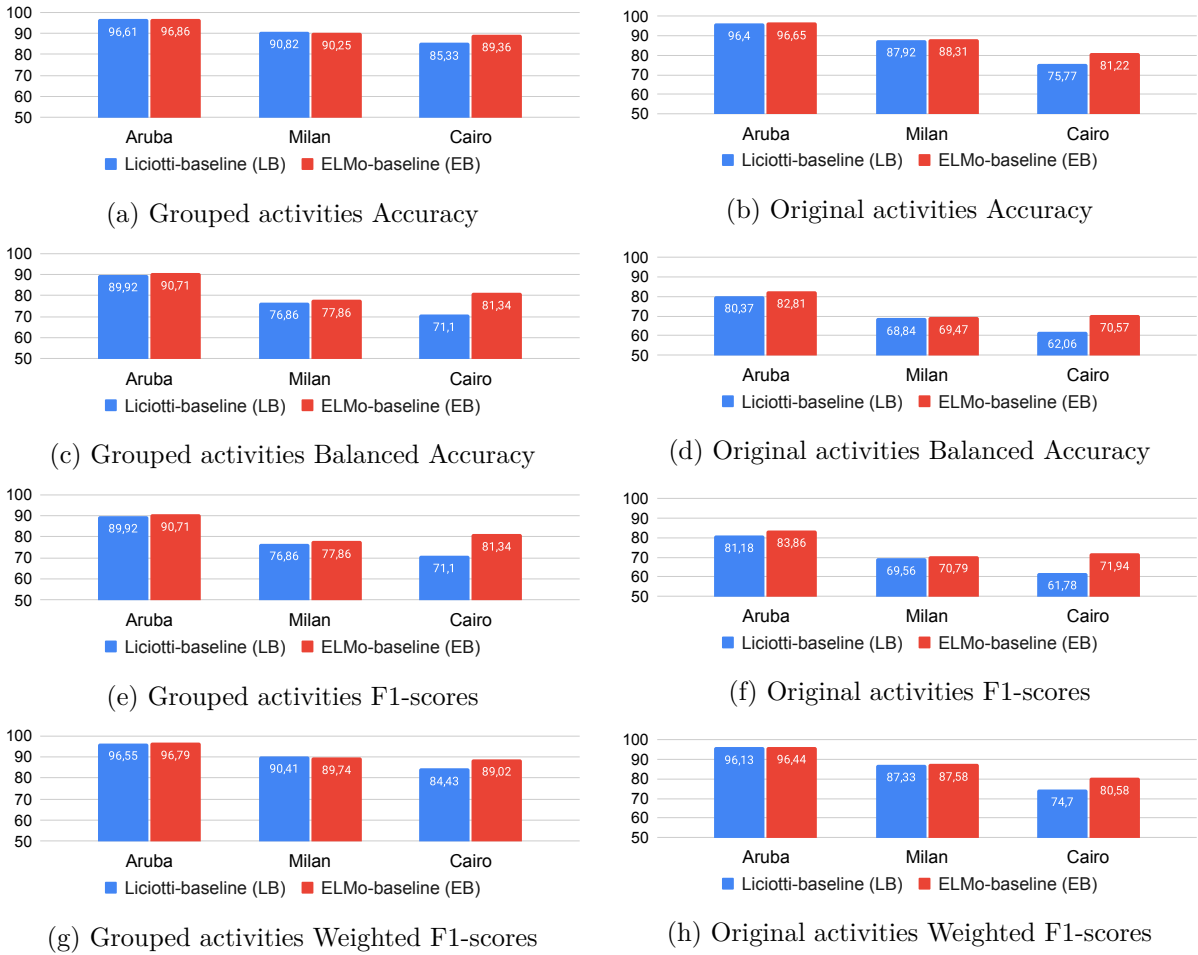 100
90
80
70
60
50
96,61 96,86 90,82 90,25 85,33 89,36
Aruba Milan Cairo
Liciotti-baseline (LB) ELMo-baseline (EB)
(a) Grouped activities Accuracy
100
90
80
70
60
50
96,4 96,65 87,92 88,31 75,77 81,22
Aruba Milan Cairo
Liciotti-baseline (LB) ELMo-baseline (EB)
(b) Original activities Accuracy
100
90
80
70
60
50
89,92 90,71 76,86 77,86 71,1 81,34
Aruba Milan Cairo
Liciotti-baseline (LB) ELMo-baseline (EB)
(c) Grouped activities Balanced Accuracy
100
90
80
70
60
50
80,37 82,81 68,84 69,47 62,06 70,57
Aruba Milan Cairo
Liciotti-baseline (LB) ELMo-baseline (EB)
(d) Original activities Balanced Accuracy
100
90
80
70
60
50
89,92 90,71 76,86 77,86 71,1 81,34
Aruba Milan Cairo
Liciotti-baseline (LB) ELMo-baseline (EB)
(e) Grouped activities F1-scores
100
90
80
70
60
50
81,18 83,86 69,56 70,79 61,78 71,94
Aruba Milan Cairo
Liciotti-baseline (LB) ELMo-baseline (EB)
(f) Original activities F1-scores
100
90
80
70
60
50
96,55 96,79 90,41 89,74 84,43 89,02
Aruba Milan Cairo
Liciotti-baseline (LB) ELMo-baseline (EB)
(g) Grouped activities Weighted F1-scores
100
90
80
70
60
50
96,13 96,44 87,33 87,58 74,7 80,58
Aruba Milan Cairo
Liciotti-baseline (LB) ELMo-baseline (EB)
(h) Original activities Weighted F1-scores